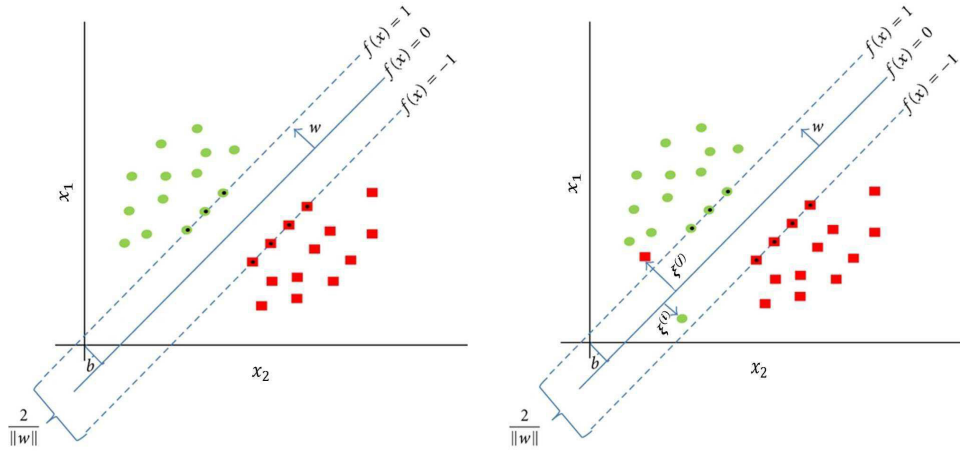 f(x) = 1
f(x) = 0
f(x) = −1
w
x₁
b
x₂
2
‖w‖
f(x) = 1
f(x) = 0
f(x) = −1
w
x₁
ξ⁽ʲ⁾
ξ⁽ⁱ⁾
b
x₂
2
‖w‖